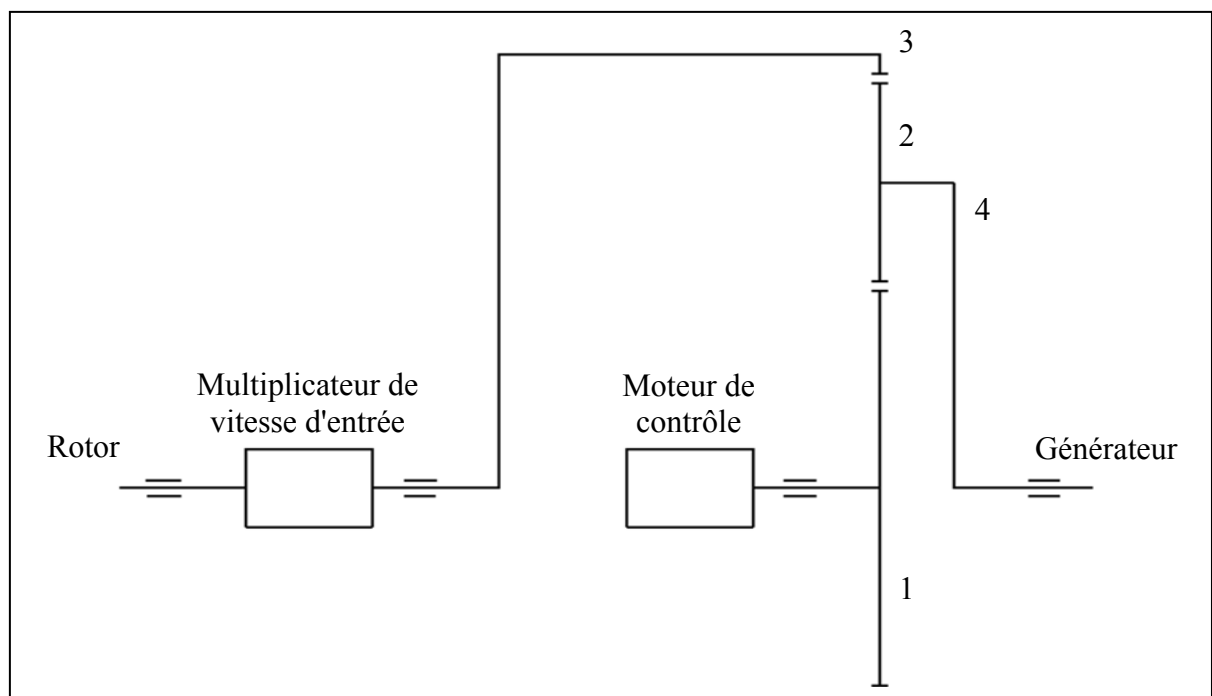 3
2
4
Multiplicateur de
vitesse d'entrée
Moteur de
contrôle
Rotor
Générateur
1